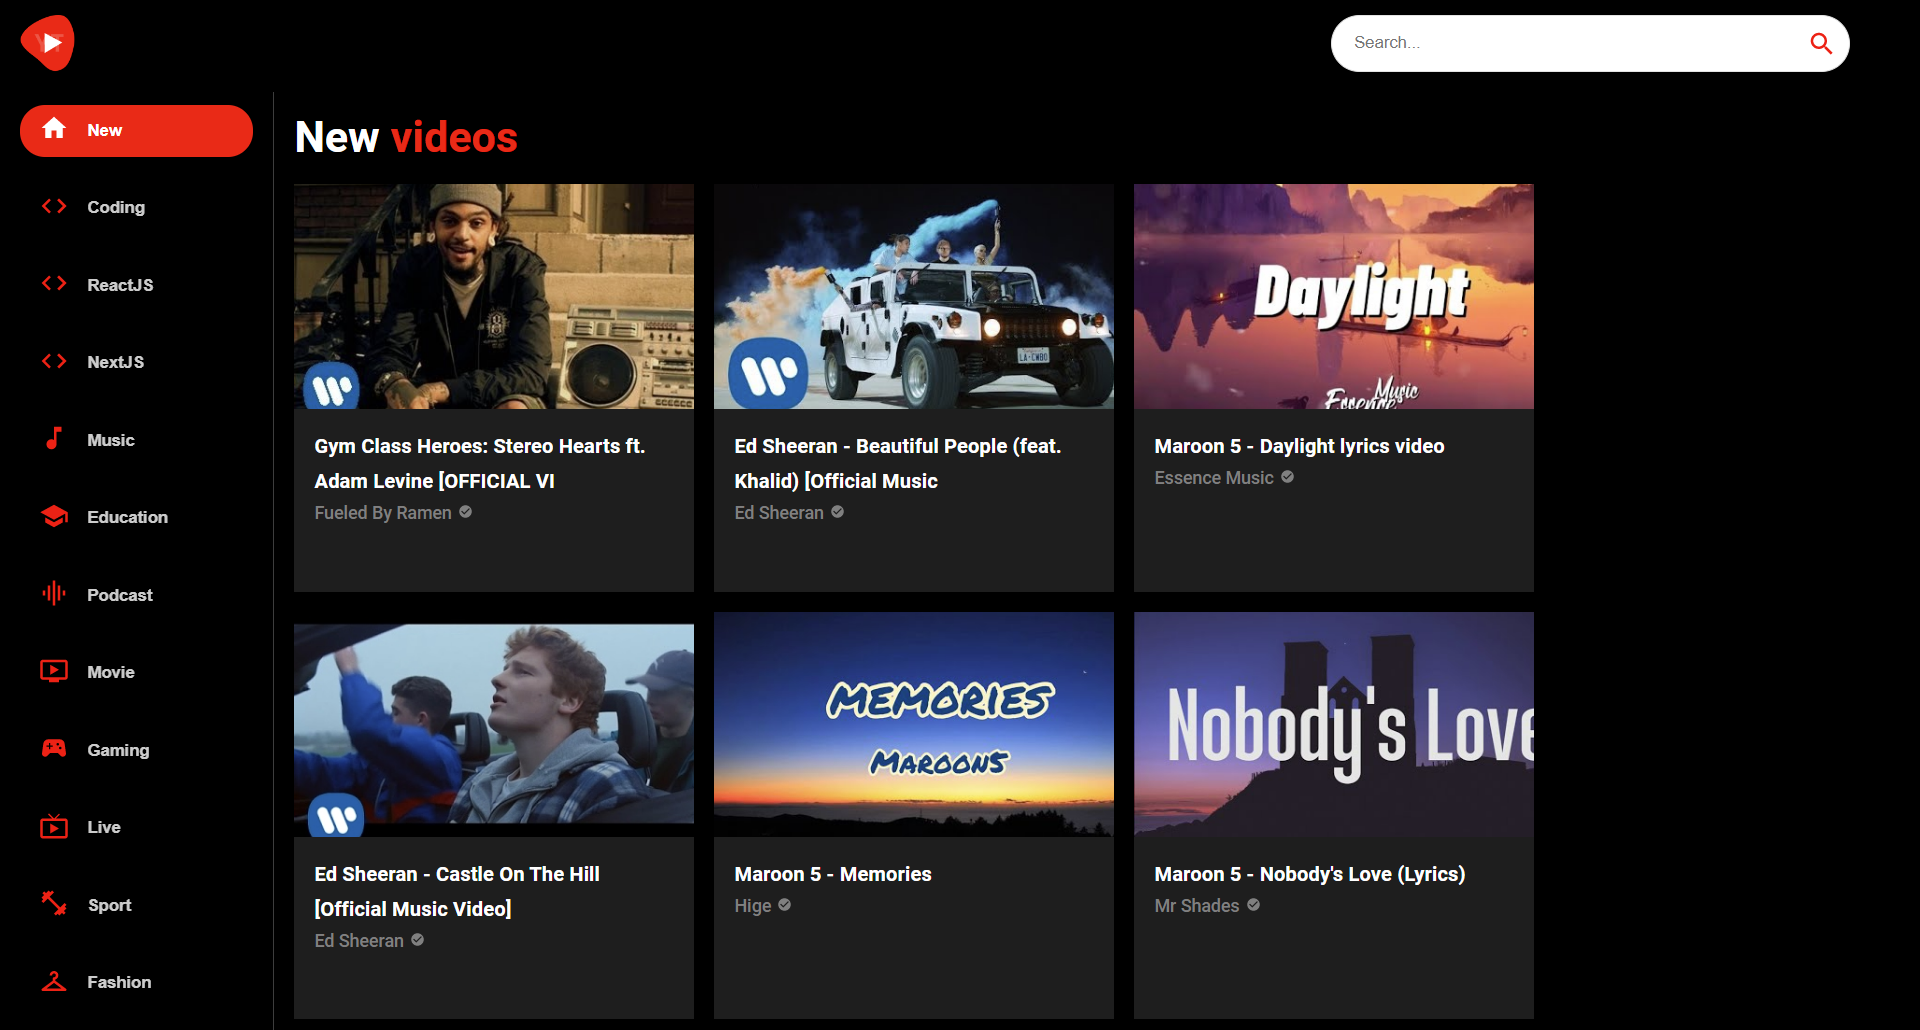 YT
Search...
New
Coding
ReactJS
NextJS
Music
Education
Podcast
Movie
Gaming
Live
Sport
Fashion
New videos
Daylight
Essence Music
LA-CWBO
Gym Class Heroes: Stereo Hearts ft.
Adam Levine [OFFICIAL VI
Fueled By Ramen
Ed Sheeran - Beautiful People (feat.
Khalid) [Official Music
Ed Sheeran
Maroon 5 - Daylight lyrics video
Essence Music
MEMORIES
MAROON5
Nobody's Love
Ed Sheeran - Castle On The Hill
[Official Music Video]
Ed Sheeran
Maroon 5 - Memories
Hige
Maroon 5 - Nobody's Love (Lyrics)
Mr Shades